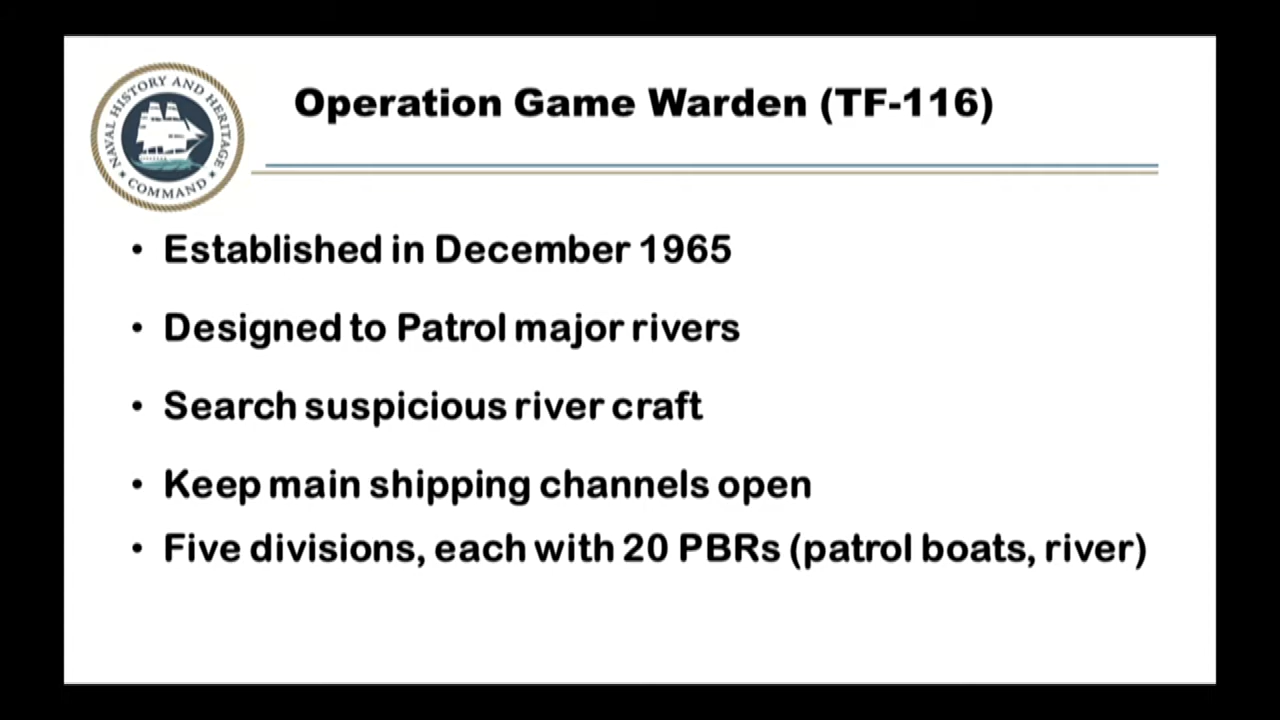 Operation Game Warden (TF-116)
NAVAL HISTORY AND HERITAGE
COMMAND
• Established in December 1965
• Designed to Patrol major rivers
• Search suspicious river craft
• Keep main shipping channels open
• Five divisions, each with 20 PBRs (patrol boats, river)